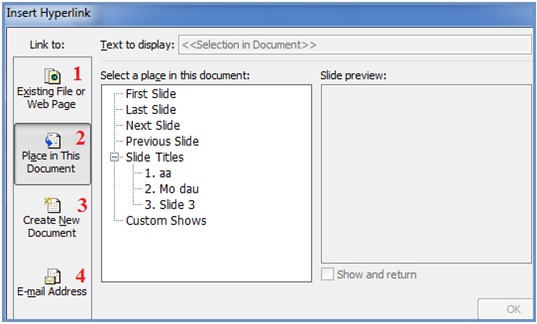 Insert Hyperlink
Link to:
Text to display: <<Selection in Document>>
1
Existing File or
Web Page
2
Place in This
Document
3
Create New
Document
4
E-mail Address
Select a place in this document:
First Slide
Last Slide
Next Slide
Previous Slide
Slide Titles
1. aa
2. Mo dau
3. Slide 3
Custom Shows
Slide preview:
Show and return
OK